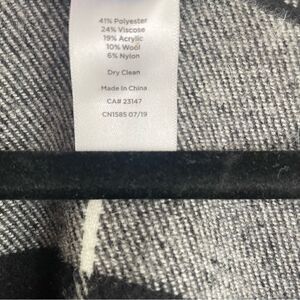 41% Polyester
24% Viscose
19% Acrylic
10% Wool
6% Nylon
Dry Clean
Made in China
CA# 23147
CN1585 07/19